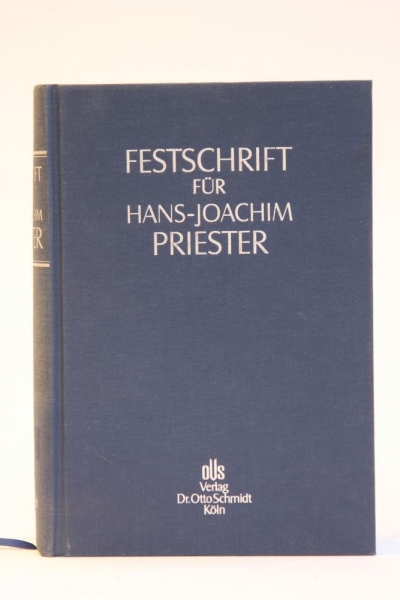 FESTSCHRIFT
FÜR
HANS-JOACHIM
PRIESTER
oVs
Verlag
Dr. Otto Schmidt
Köln